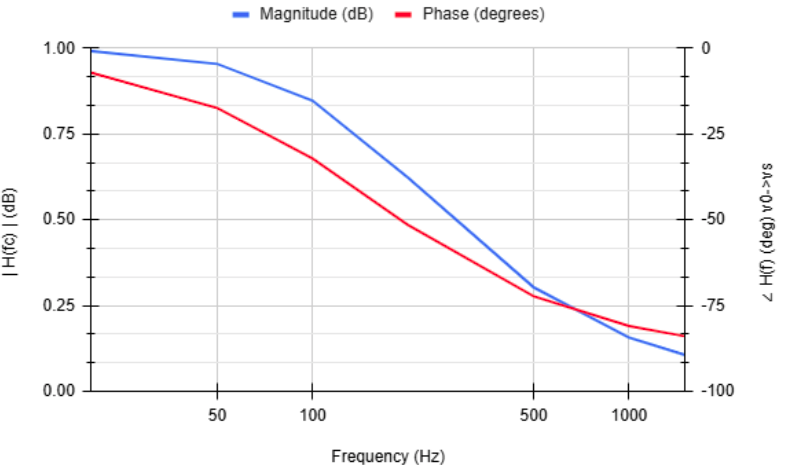 Magnitude (dB) Phase (degrees)
1.00
0.75
0.50
0.25
0.00
| H(fc) | (dB)
0
-25
-50
-75
-100
∠ H(f) (deg) v0->vs
50 100 500 1000
Frequency (Hz)